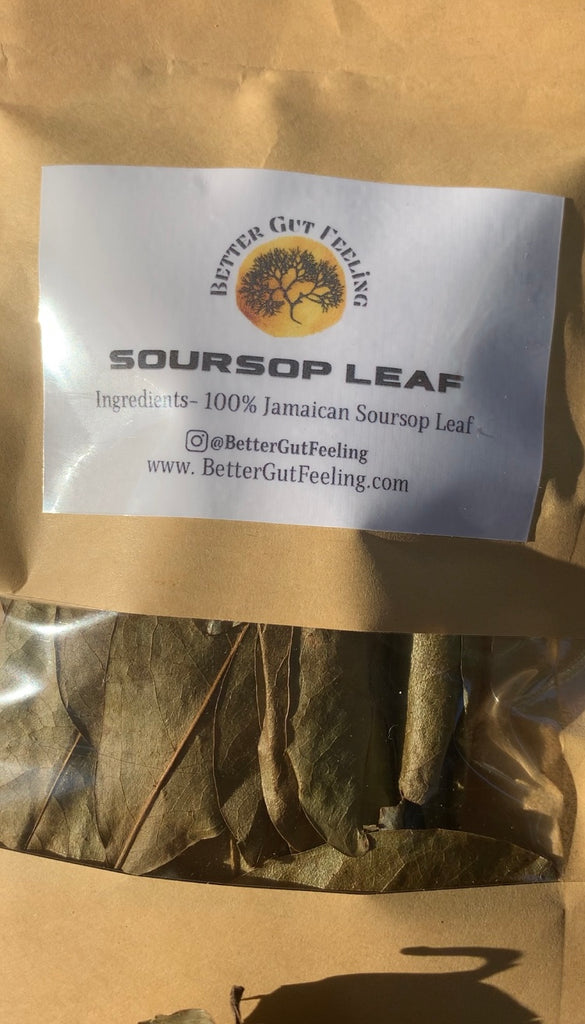 BETTER GUT FEELiNG
SOURSOP LEAF
Ingredients- 100% Jamaican Soursop Leaf
@BetterGutFeeling
www. BetterGutFeeling.com